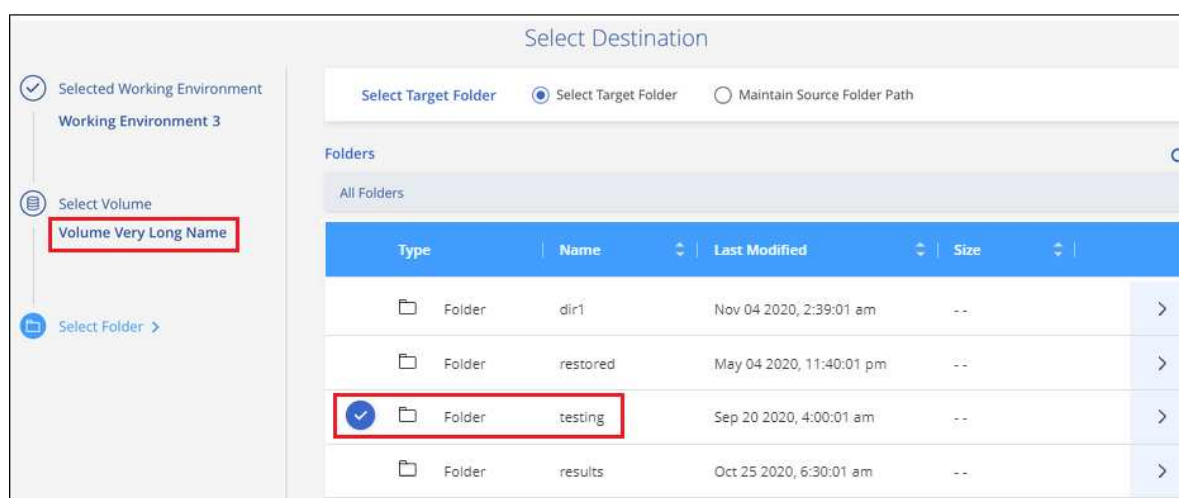 Select Destination
Selected Working Environment
Working Environment 3
Select Volume
Volume Very Long Name
Select Folder >
Select Target Folder Select Target Folder Maintain Source Folder Path
Folders
All Folders
Type Name Last Modified Size
Folder dir1 Nov 04 2020, 2:39:01 am --
Folder restored May 04 2020, 11:40:01 pm --
Folder testing Sep 20 2020, 4:00:01 am --
Folder results Oct 25 2020, 6:30:01 am --